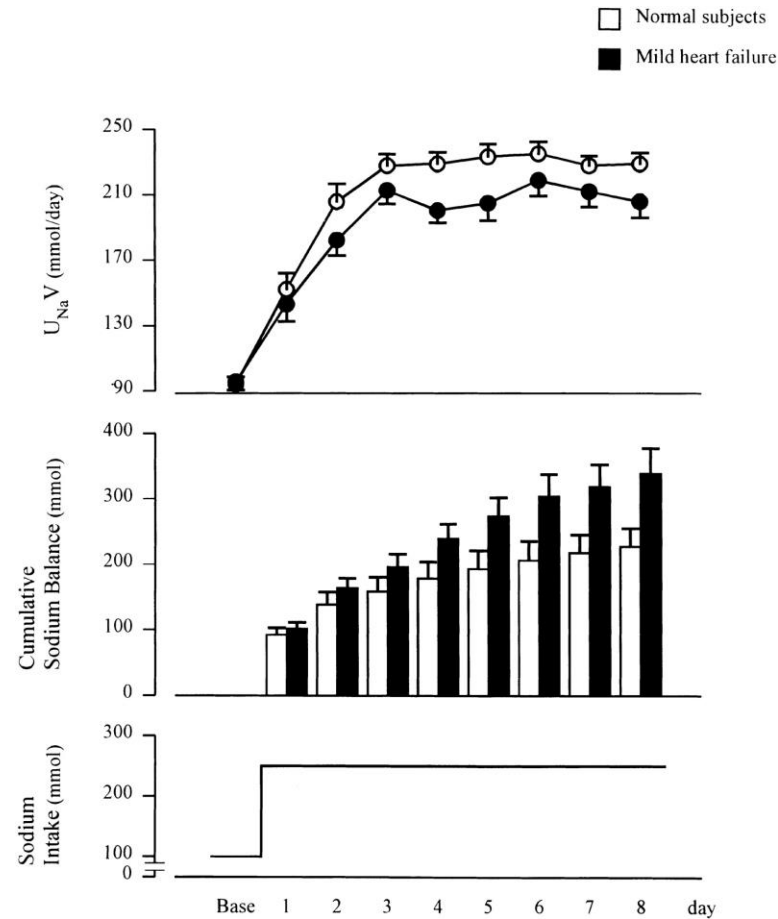 Normal subjects
Mild heart failure
250
210
170
130
90
U_Na V (mmol/day)
400
300
200
100
0
Cumulative
Sodium Balance (mmol)
300
200
100
0
Sodium
Intake (mmol)
Base 1 2 3 4 5 6 7 8 day